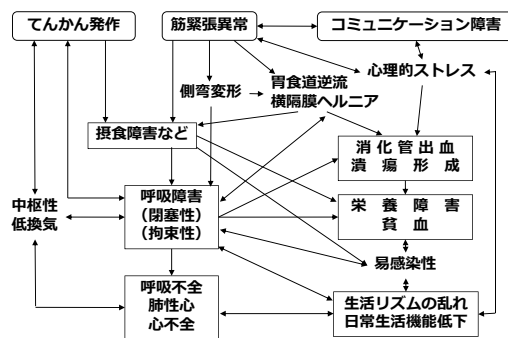 てんかん発作
筋緊張異常
コミュニケーション障害
側弯変形
胃食道逆流
横隔膜ヘルニア
心理的ストレス
摂食障害など
消化管出血
潰瘍形成
中枢性
低換気
呼吸障害
（閉塞性）
（拘束性）
栄養障害
貧血
易感染性
呼吸不全
肺性心
心不全
生活リズムの乱れ
日常生活機能低下